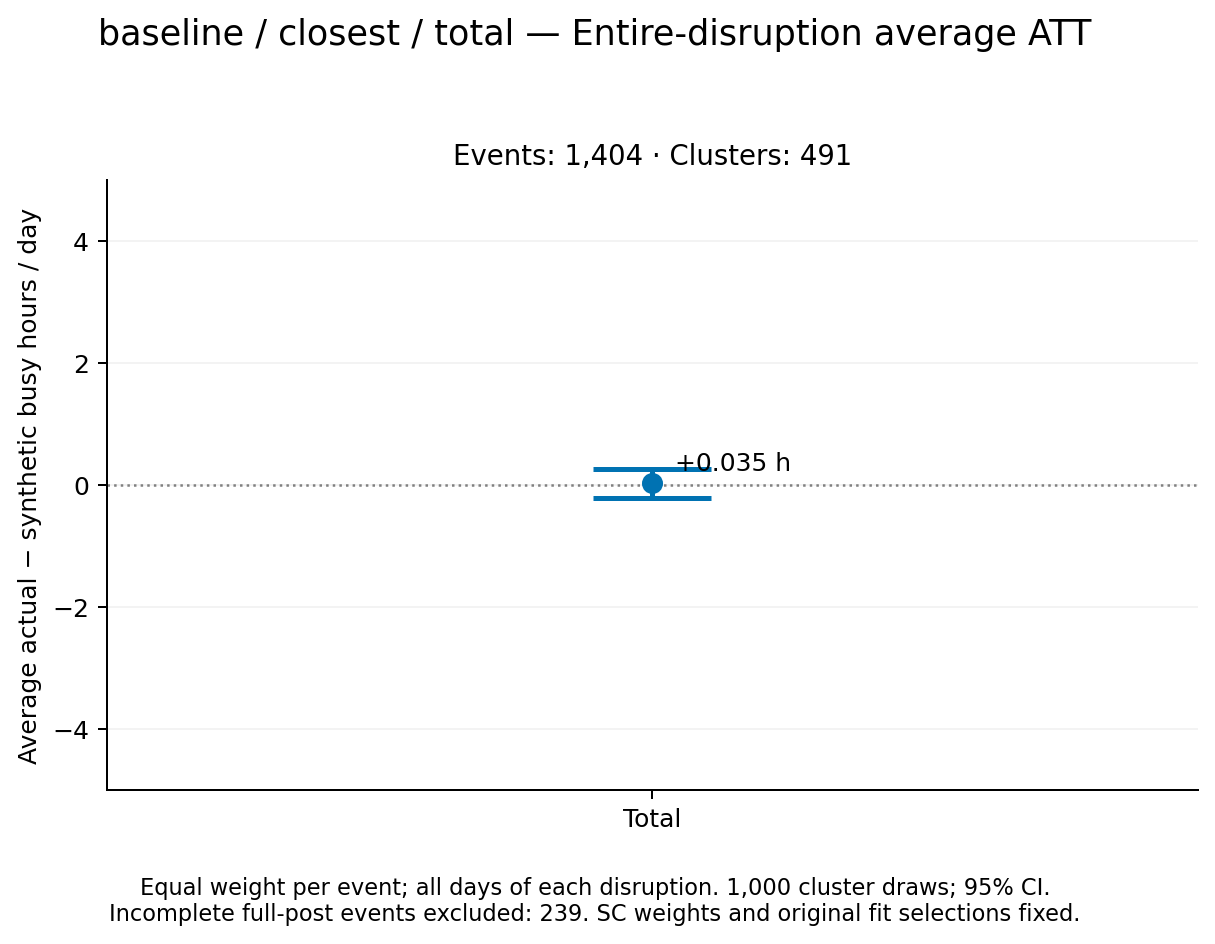 baseline / closest / total — Entire-disruption average ATT
Events: 1,404 · Clusters: 491
Average actual − synthetic busy hours / day
4
2
0
−2
−4
+0.035 h
Total
Equal weight per event; all days of each disruption. 1,000 cluster draws; 95% CI.
Incomplete full-post events excluded: 239. SC weights and original fit selections fixed.